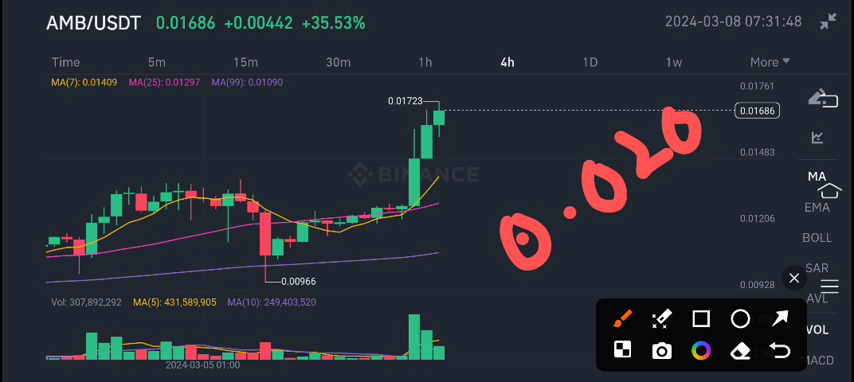 AMB/USDT 0.01686 +0.00442 +35.53% 2024-03-08 07:31:48
Time 5m 15m 30m 1h 4h 1D 1w More
MA(7): 0.01409 MA(25): 0.01297 MA(99): 0.01090
0.01761
0.01723
0.01686
BINANCE
0.01483
MA
0.020
EMA
0.01206
BOLL
SAR
0.00966
0.00928
AVL
Vol: 307,892,292 MA(5): 431,589,905 MA(10): 249,403,520
VOL
MACD
2024-03-05 01:00